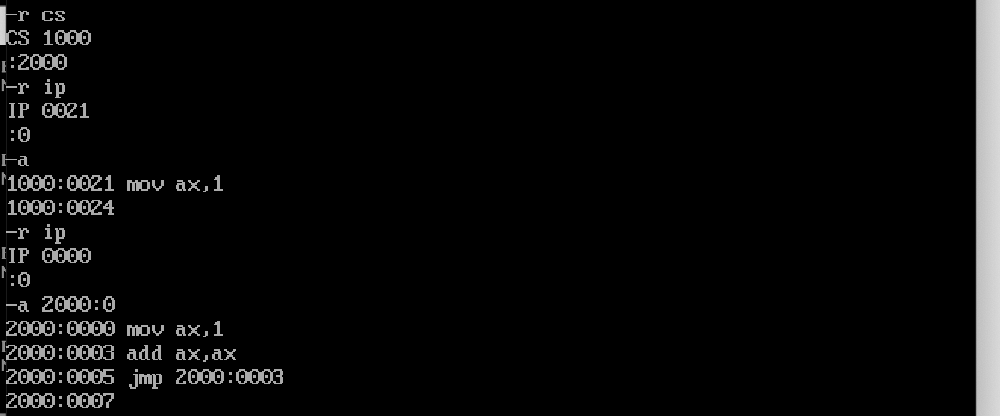 -r cs
CS 1000
:2000
-r ip
IP 0021
:0
-a
1000:0021 mov ax,1
1000:0024
-r ip
IP 0000
:0
-a 2000:0
2000:0000 mov ax,1
2000:0003 add ax,ax
2000:0005 jmp 2000:0003
2000:0007